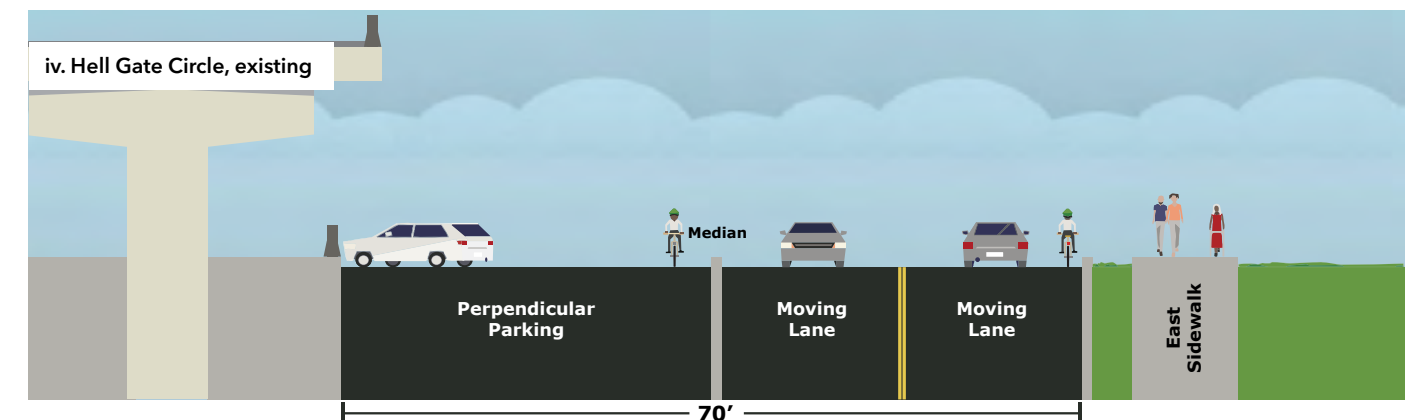 iv. Hell Gate Circle, existing
Median
Perpendicular
Parking
Moving
Lane
Moving
Lane
East
Sidewalk
70’